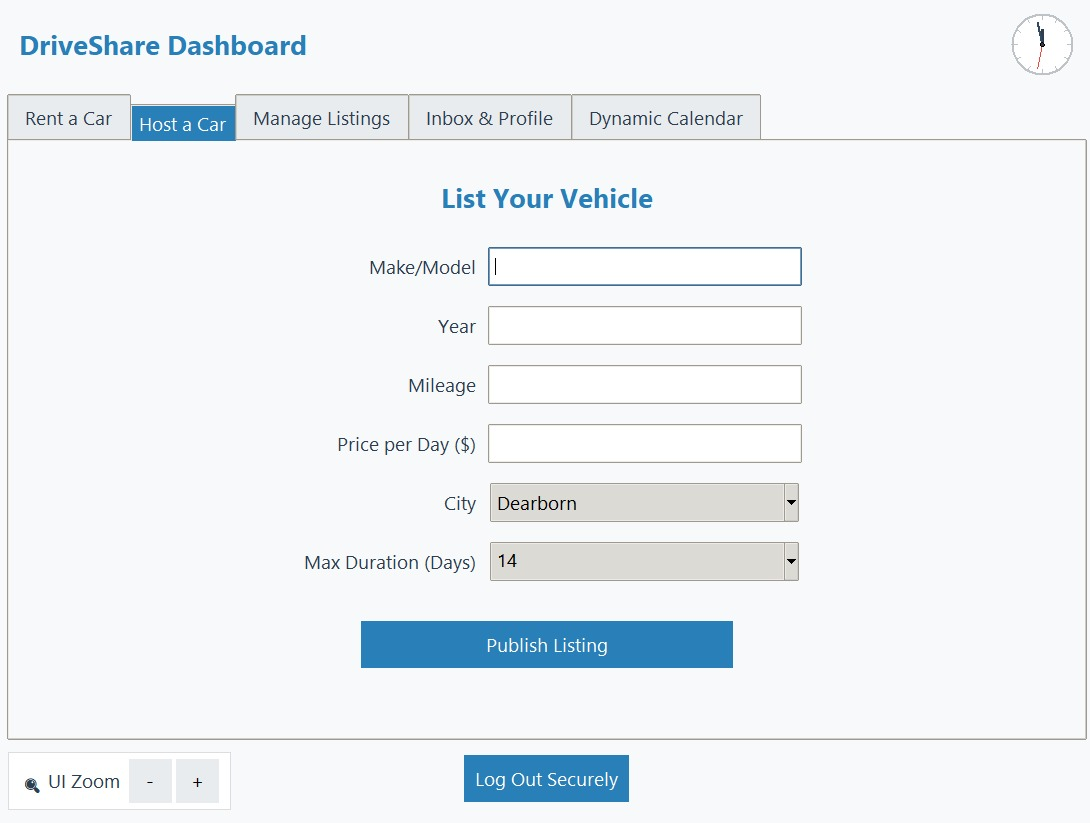 DriveShare Dashboard
Rent a Car
Host a Car
Manage Listings
Inbox & Profile
Dynamic Calendar
List Your Vehicle
Make/Model
Year
Mileage
Price per Day ($)
City
Dearborn
Max Duration (Days)
14
Publish Listing
UI Zoom
-
+
Log Out Securely